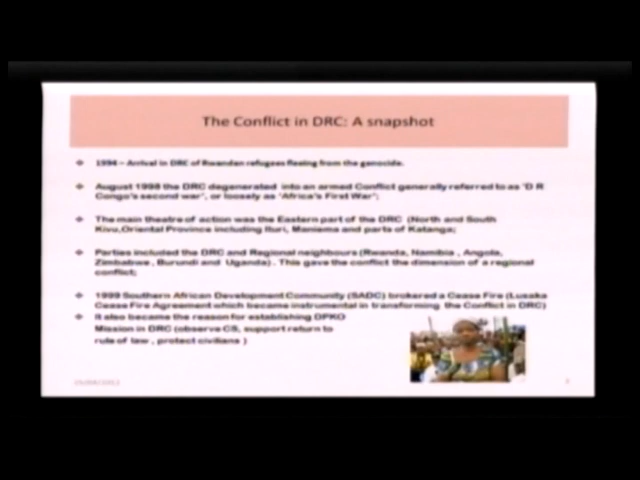 The Conflict in DRC: A snapshot
1994 – Arrival in DRC of Rwandan refugees fleeing from the genocide.
August 1998 the DRC degenerated into an armed Conflict generally referred to as 'D R
Congo's second war', or loosely as 'Africa's First War';
The main theatre of action was the Eastern part of the DRC (North and South
Kivu,Oriental Province including Ituri, Maniema and parts of Katanga;
Parties included the DRC and Regional neighbours (Rwanda, Namibia , Angola,
Zimbabwe , Burundi and Uganda) . This gave the conflict the dimension of a regional
conflict;
1999 Southern African Development Community (SADC) brokered a Cease Fire (Lusaka
Cease Fire Agreement which became instrumental in transforming the Conflict in DRC)
It also became the reason for establishing DPKO
Mission in DRC (observe CS, support return to
rule of law , protect civilians )